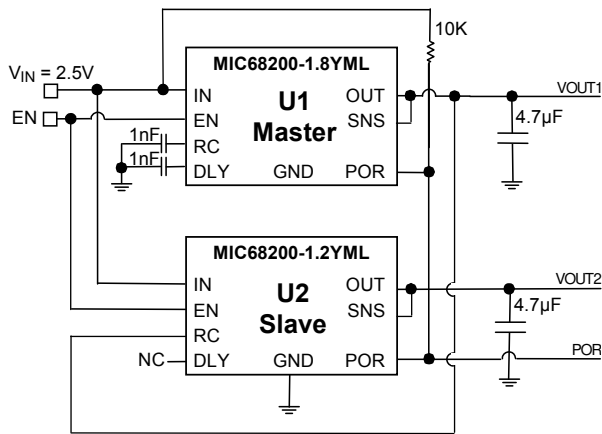 10K
MIC68200-1.8YML
VIN = 2.5V
IN
OUT
VOUT1
U1
EN
EN
SNS
4.7µF
1nF
Master
RC
1nF
DLY
GND
POR
MIC68200-1.2YML
IN
OUT
VOUT2
U2
EN
SNS
4.7µF
RC
Slave
NC
DLY
GND
POR
POR